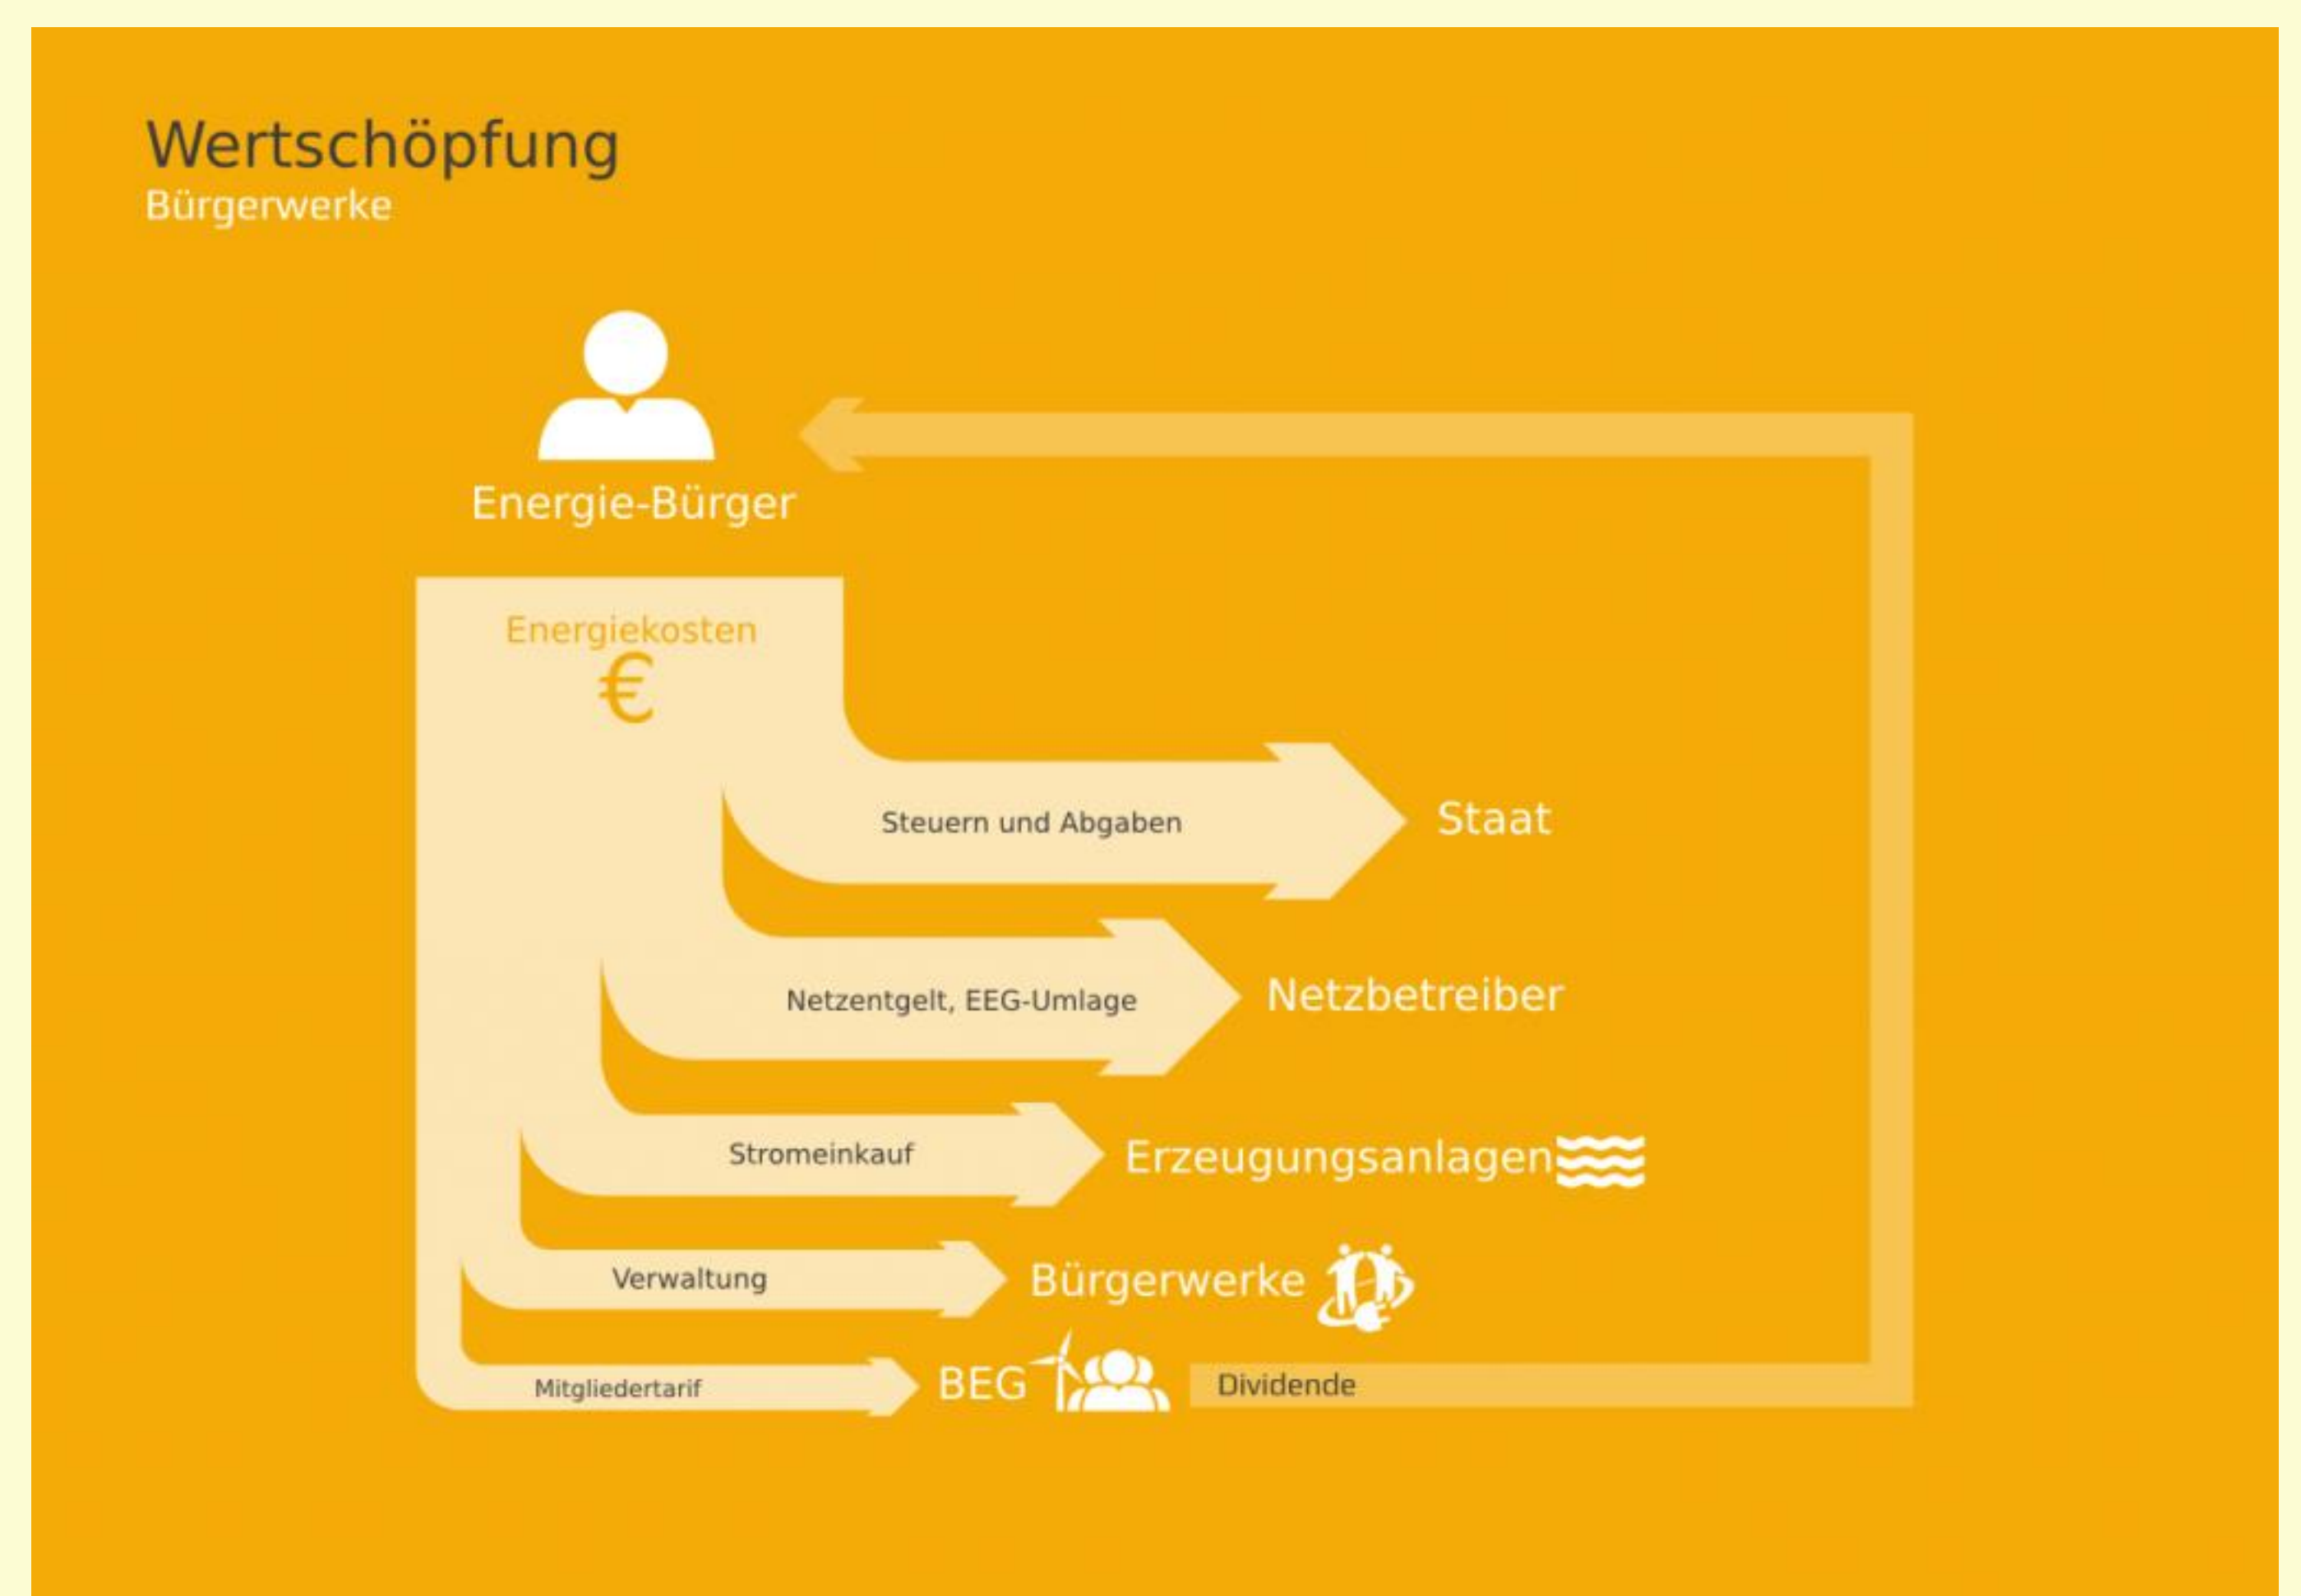 Wertschöpfung
Bürgerwerke
Energie-Bürger
Energiekosten
€
Steuern und Abgaben
Staat
Netzentgelt, EEG-Umlage
Netzbetreiber
Stromeinkauf
Erzeugungsanlagen
Verwaltung
Bürgerwerke
Mitgliedertarif
BEG
Dividende